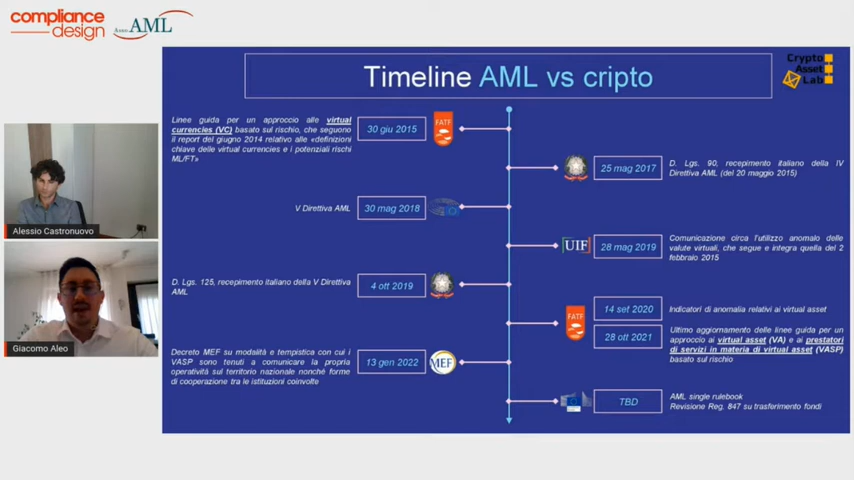 compliance
design
Assoc AML
Timeline AML vs cripto
Crypto
Asset
Lab
Linee guida per un approccio alle virtual
currencies (VC) basato sul rischio, che seguono
il report del giugno 2014 relativo alle «definizioni
chiave delle virtual currencies e i potenziali rischi
ML/FT»
30 giu 2015
FATF
25 mag 2017
D. Lgs. 90, recepimento italiano della IV
Direttiva AML (del 20 maggio 2015)
V Direttiva AML
30 mag 2018
UIF
28 mag 2019
Comunicazione circa l'utilizzo anomalo delle
valute virtuali, che segue e integra quella del 2
febbraio 2015
D. Lgs. 125, recepimento italiano della V Direttiva
AML
4 ott 2019
FATF
14 set 2020
Indicatori di anomalia relativi ai virtual asset
28 ott 2021
Ultimo aggiornamento delle linee guida per un
approccio ai virtual asset (VA) e ai prestatori
di servizi in materia di virtual asset (VASP)
basato sul rischio
Decreto MEF su modalità e tempistica con cui i
VASP sono tenuti a comunicare la propria
operatività sul territorio nazionale nonché forme
di cooperazione tra le istituzioni coinvolte
13 gen 2022
MEF
TBD
AML single rulebook
Revisione Reg. 847 su trasferimento fondi
Alessio Castronuovo
Giacomo Aleo